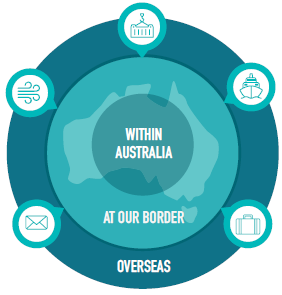 WITHIN
AUSTRALIA
AT OUR BORDER
OVERSEAS